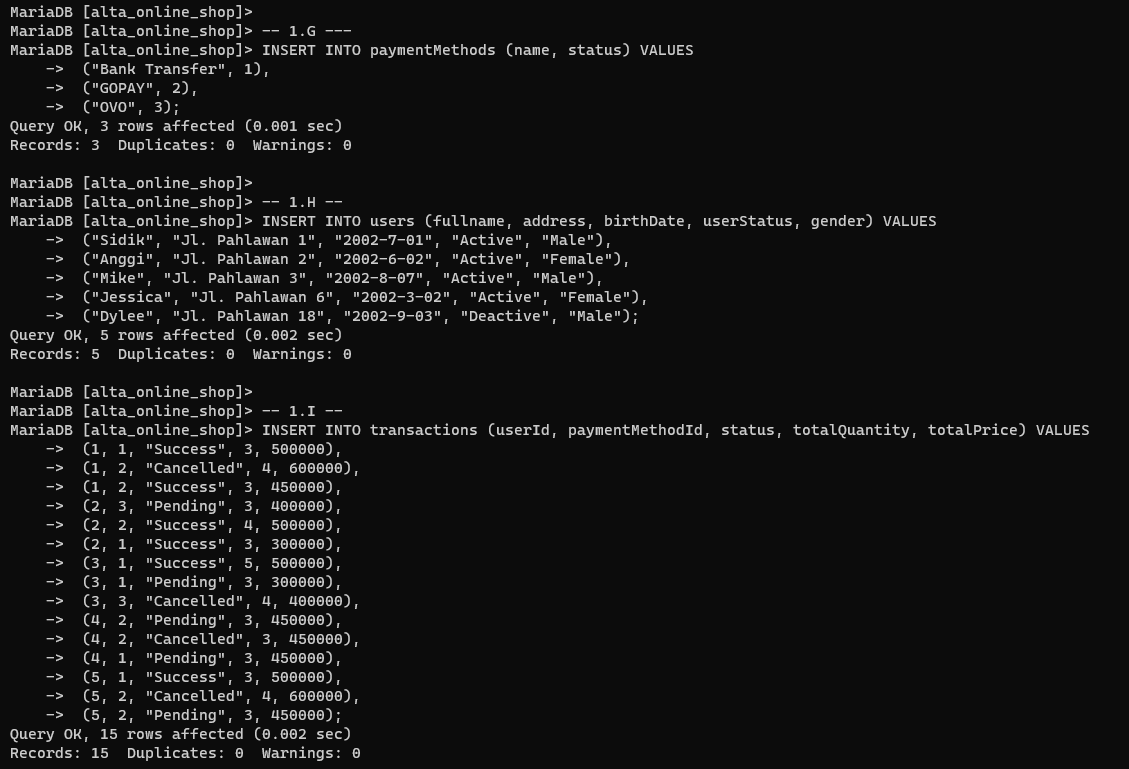 MariaDB [alta_online_shop]>
MariaDB [alta_online_shop]> -- 1.G ---
MariaDB [alta_online_shop]> INSERT INTO paymentMethods (name, status) VALUES
    ->  ("Bank Transfer", 1),
    ->  ("GOPAY", 2),
    ->  ("OVO", 3);
Query OK, 3 rows affected (0.001 sec)
Records: 3  Duplicates: 0  Warnings: 0

MariaDB [alta_online_shop]>
MariaDB [alta_online_shop]> -- 1.H --
MariaDB [alta_online_shop]> INSERT INTO users (fullname, address, birthDate, userStatus, gender) VALUES
    ->  ("Sidik", "Jl. Pahlawan 1", "2002-7-01", "Active", "Male"),
    ->  ("Anggi", "Jl. Pahlawan 2", "2002-6-02", "Active", "Female"),
    ->  ("Mike", "Jl. Pahlawan 3", "2002-8-07", "Active", "Male"),
    ->  ("Jessica", "Jl. Pahlawan 6", "2002-3-02", "Active", "Female"),
    ->  ("Dylee", "Jl. Pahlawan 18", "2002-9-03", "Deactive", "Male");
Query OK, 5 rows affected (0.002 sec)
Records: 5  Duplicates: 0  Warnings: 0

MariaDB [alta_online_shop]>
MariaDB [alta_online_shop]> -- 1.I --
MariaDB [alta_online_shop]> INSERT INTO transactions (userId, paymentMethodId, status, totalQuantity, totalPrice) VALUES
    ->  (1, 1, "Success", 3, 500000),
    ->  (1, 2, "Cancelled", 4, 600000),
    ->  (1, 2, "Success", 3, 450000),
    ->  (2, 3, "Pending", 3, 400000),
    ->  (2, 2, "Success", 4, 500000),
    ->  (2, 1, "Success", 3, 300000),
    ->  (3, 1, "Success", 5, 500000),
    ->  (3, 1, "Pending", 3, 300000),
    ->  (3, 3, "Cancelled", 4, 400000),
    ->  (4, 2, "Pending", 3, 450000),
    ->  (4, 2, "Cancelled", 3, 450000),
    ->  (4, 1, "Pending", 3, 450000),
    ->  (5, 1, "Success", 3, 500000),
    ->  (5, 2, "Cancelled", 4, 600000),
    ->  (5, 2, "Pending", 3, 450000);
Query OK, 15 rows affected (0.002 sec)
Records: 15  Duplicates: 0  Warnings: 0